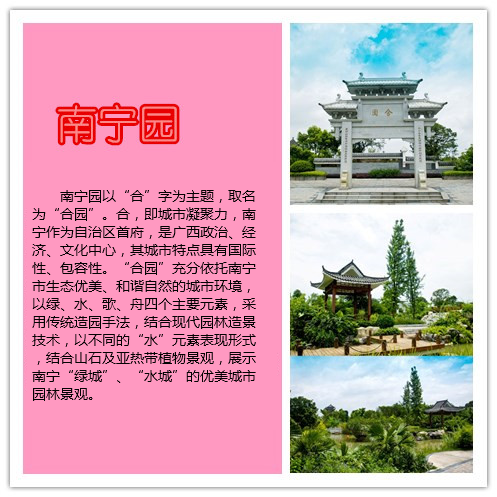 南宁园
南宁园以“合”字为主题，取名
为“合园”。合，即城市凝聚力，南
宁作为自治区首府，是广西政治、经
济、文化中心，其城市特点具有国际
性、包容性。“合园”充分依托南宁
市生态优美、和谐自然的城市环境，
以绿、水、歌、舟四个主要元素，采
用传统造园手法，结合现代园林造景
技术，以不同的“水”元素表现形式
，结合山石及亚热带植物景观，展示
南宁“绿城”、“水城”的优美城市
园林景观。
合園